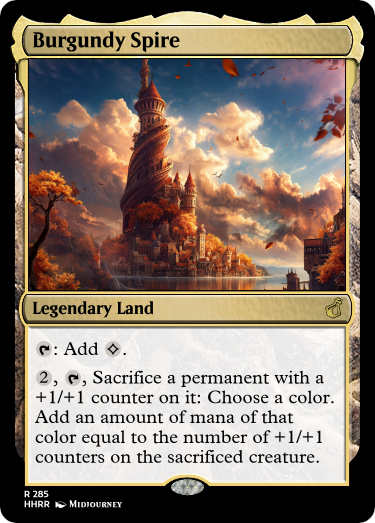 Burgundy Spire
Legendary Land
: Add .
2, , Sacrifice a permanent with a
+1/+1 counter on it: Choose a color.
Add an amount of mana of that
color equal to the number of +1/+1
counters on the sacrificed creature.
R 285
HHRR Midjourney